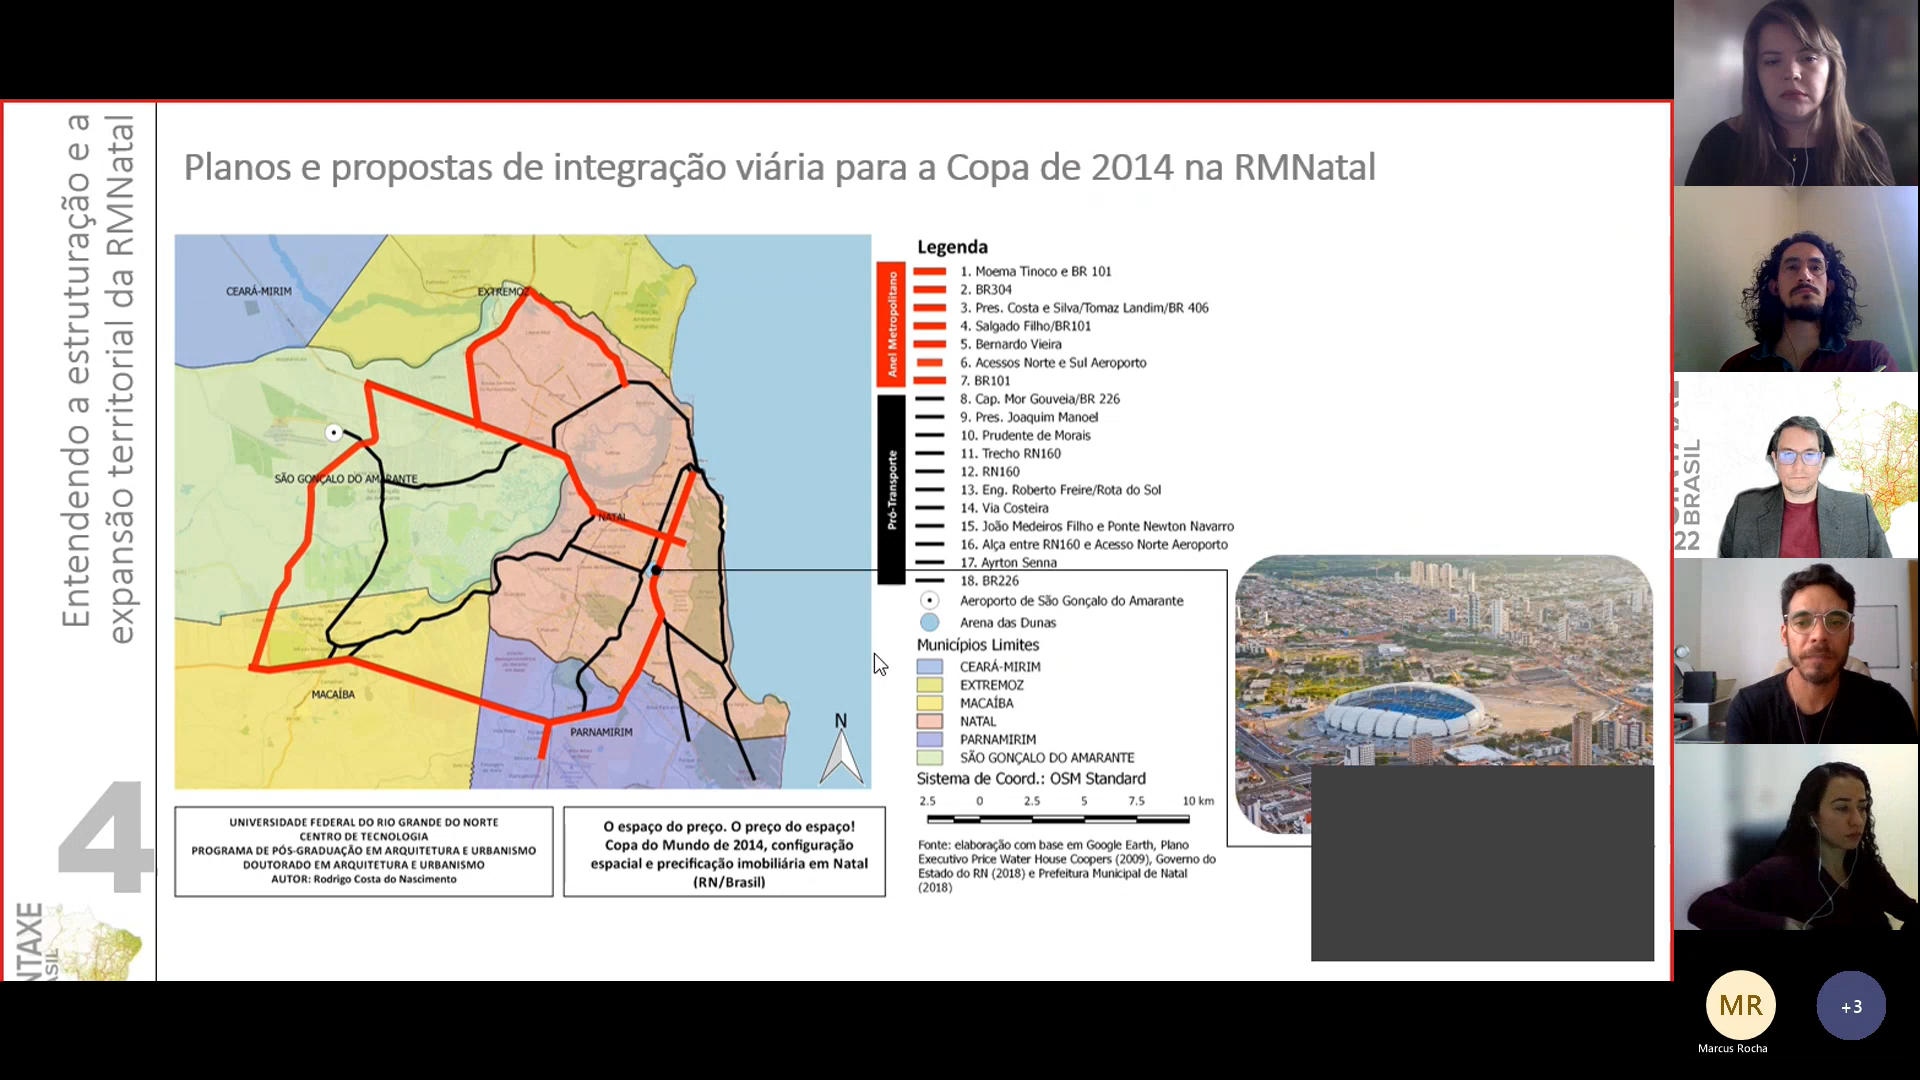 Entendendo a estruturação e a
expansão territorial da RMNatal
4
NTAXE
Planos e propostas de integração viária para a Copa de 2014 na RMNatal
CEARÁ-MIRIM
EXTREMOZ
SÃO GONÇALO DO AMARANTE
NATAL
MACAÍBA
PARNAMIRIM
N
Legenda
Anel Metropolitano
1. Moema Tinoco e BR 101
2. BR304
3. Pres. Costa e Silva/Tomaz Landim/BR 406
4. Salgado Filho/BR101
5. Bernardo Vieira
6. Acessos Norte e Sul Aeroporto
7. BR101
Pró-Transporte
8. Cap. Mor Gouveia/BR 226
9. Pres. Joaquim Manoel
10. Prudente de Morais
11. Trecho RN160
12. RN160
13. Eng. Roberto Freire/Rota do Sol
14. Via Costeira
15. João Medeiros Filho e Ponte Newton Navarro
16. Alça entre RN160 e Acesso Norte Aeroporto
17. Ayrton Senna
18. BR226
Aeroporto de São Gonçalo do Amarante
Arena das Dunas
Municípios Limites
CEARÁ-MIRIM
EXTREMOZ
MACAÍBA
NATAL
PARNAMIRIM
SÃO GONÇALO DO AMARANTE
Sistema de Coord.: OSM Standard
2.5 0 2.5 5 7.5 10 km
Fonte: elaboração com base em Google Earth, Plano
Executivo Price Water House Coopers (2009), Governo do
Estado do RN (2018) e Prefeitura Municipal de Natal
(2018)
UNIVERSIDADE FEDERAL DO RIO GRANDE DO NORTE
CENTRO DE TECNOLOGIA
PROGRAMA DE PÓS-GRADUAÇÃO EM ARQUITETURA E URBANISMO
DOUTORADO EM ARQUITETURA E URBANISMO
AUTOR: Rodrigo Costa do Nascimento
O espaço do preço. O preço do espaço!
Copa do Mundo de 2014, configuração
espacial e precificação imobiliária em Natal
(RN/Brasil)
BRASIL
22
MR
Marcus Rocha
+3